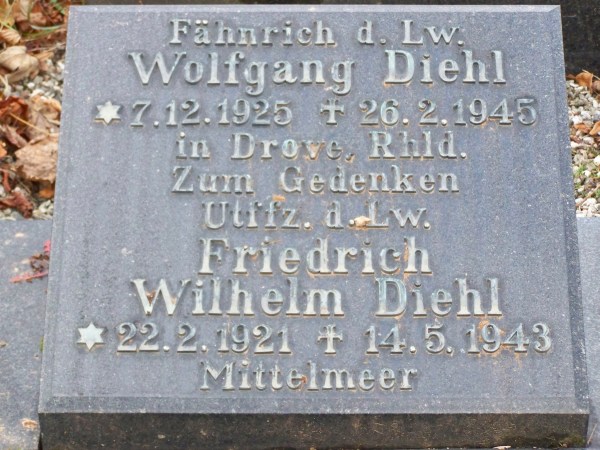 Fähnrich d. Lw.
Wolfgang Diehl
✶ 7.12.1925 ✝ 26.2.1945
in Drove, Rhld.
Zum Gedenken
Utffz. d. Lw.
Friedrich
Wilhelm Diehl
✶ 22.2.1921 ✝ 14.5.1943
Mittelmeer